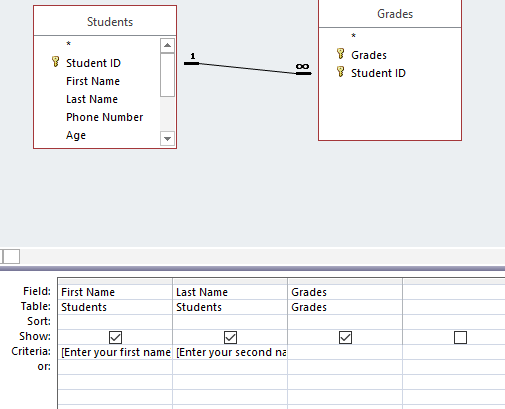 Students
*
Student ID
First Name
Last Name
Phone Number
Age
1
∞
Grades
*
Grades
Student ID
Field: First Name Last Name Grades
Table: Students Students Grades
Sort:
Show:
Criteria: [Enter your first name [Enter your second na
or: